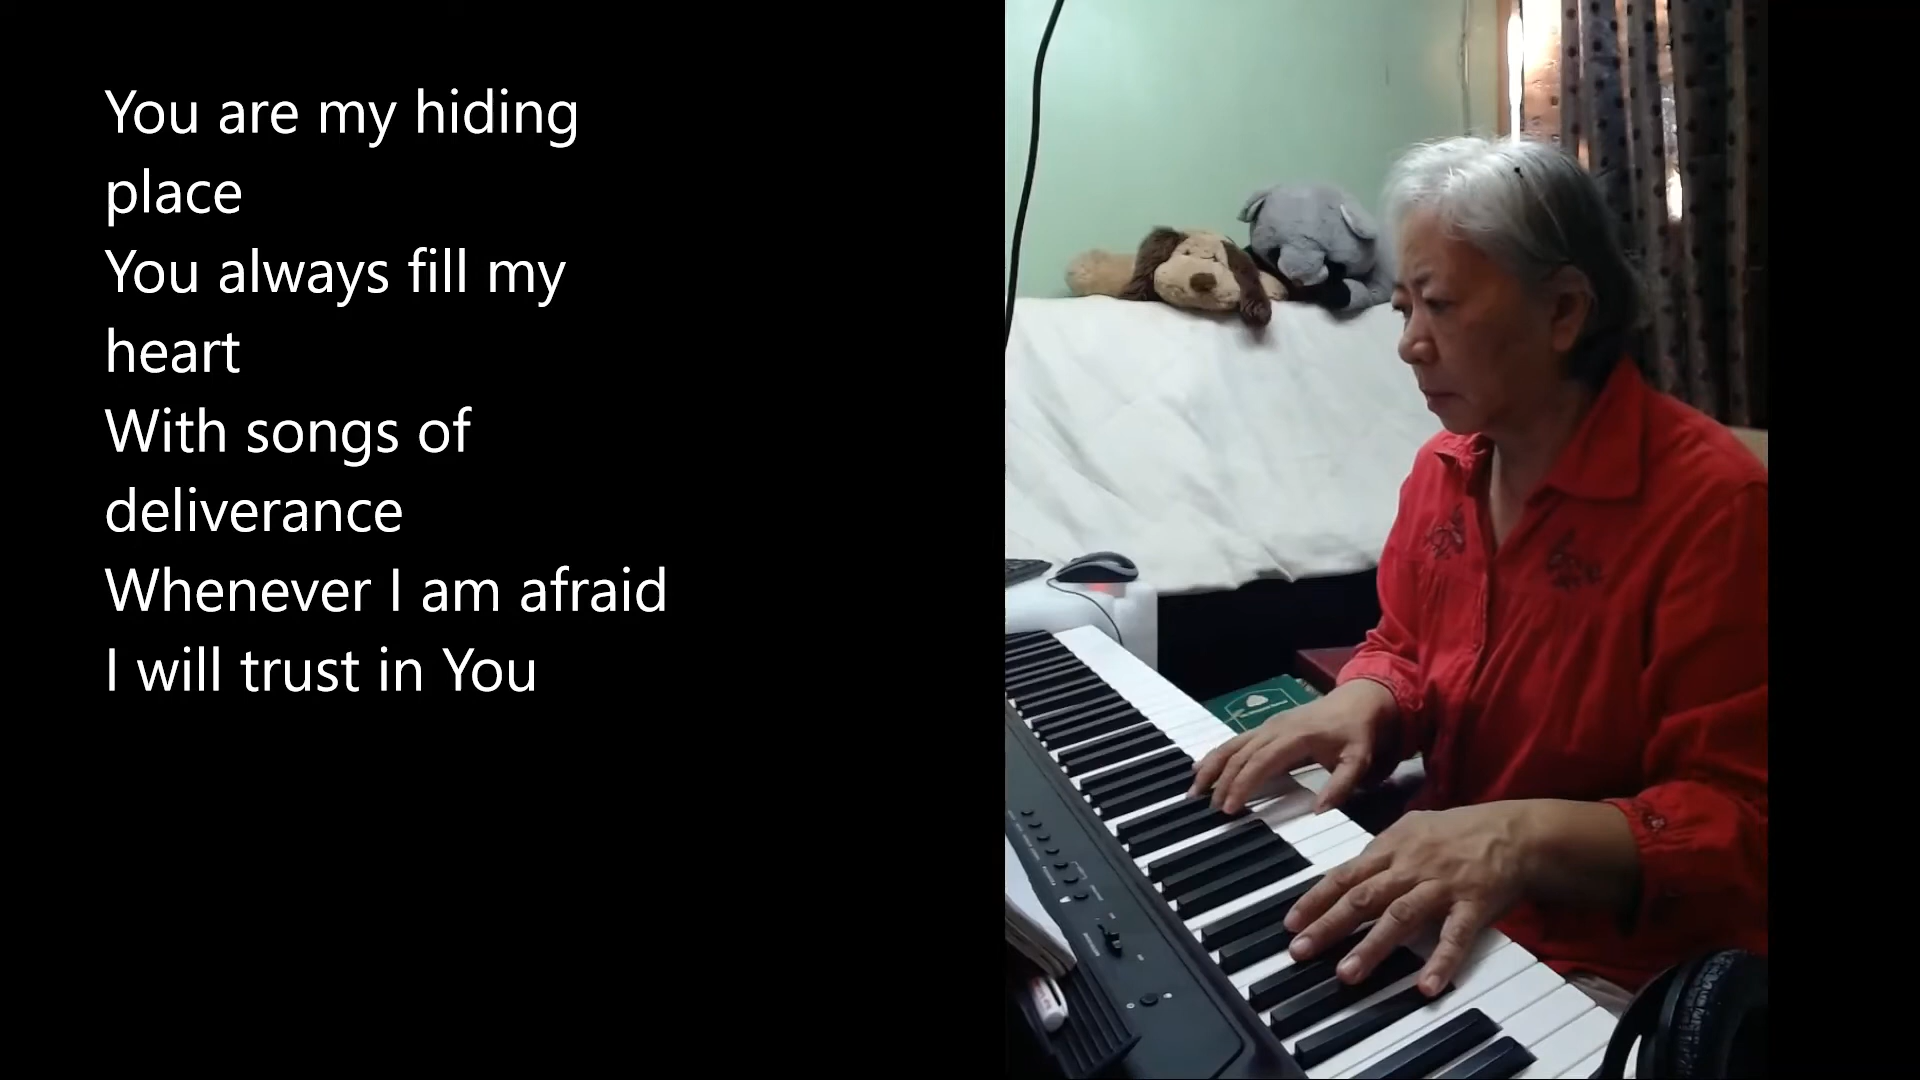 You are my hiding
place
You always fill my
heart
With songs of
deliverance
Whenever I am afraid
I will trust in You